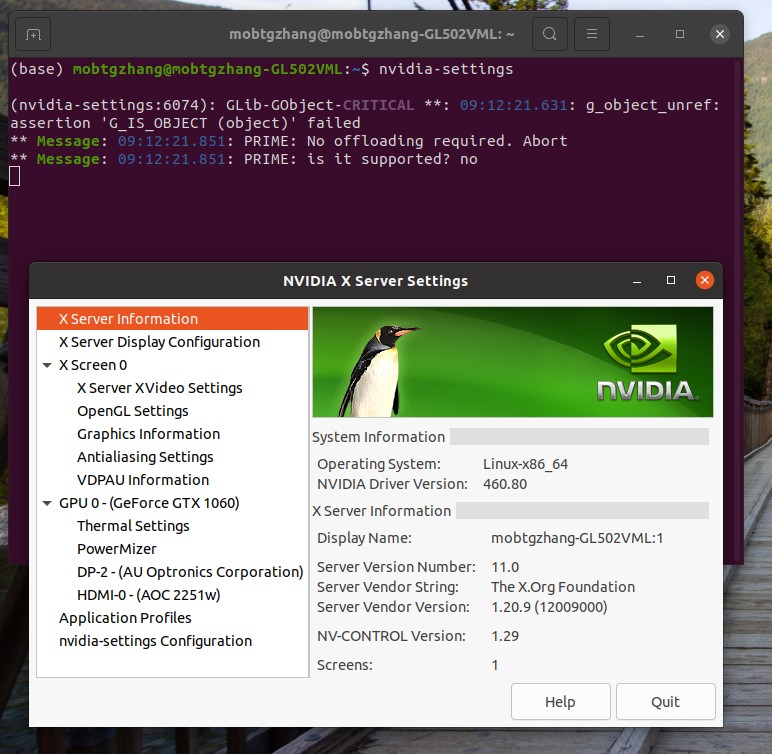 mobtgzhang@mobtgzhang-GL502VML: ~
(base) mobtgzhang@mobtgzhang-GL502VML:~$ nvidia-settings
(nvidia-settings:6074): GLib-GObject-CRITICAL **: 09:12:21.631: g_object_unref:
assertion 'G_IS_OBJECT (object)' failed
** Message: 09:12:21.851: PRIME: No offloading required. Abort
** Message: 09:12:21.851: PRIME: is it supported? no
NVIDIA X Server Settings
X Server Information
X Server Display Configuration
X Screen 0
X Server XVideo Settings
OpenGL Settings
Graphics Information
Antialiasing Settings
VDPAU Information
GPU 0 - (GeForce GTX 1060)
Thermal Settings
PowerMizer
DP-2 - (AU Optronics Corporation)
HDMI-0 - (AOC 2251w)
Application Profiles
nvidia-settings Configuration
NVIDIA.
System Information
Operating System: Linux-x86_64
NVIDIA Driver Version: 460.80
X Server Information
Display Name: mobtgzhang-GL502VML:1
Server Version Number: 11.0
Server Vendor String: The X.Org Foundation
Server Vendor Version: 1.20.9 (12009000)
NV-CONTROL Version: 1.29
Screens: 1
Help Quit